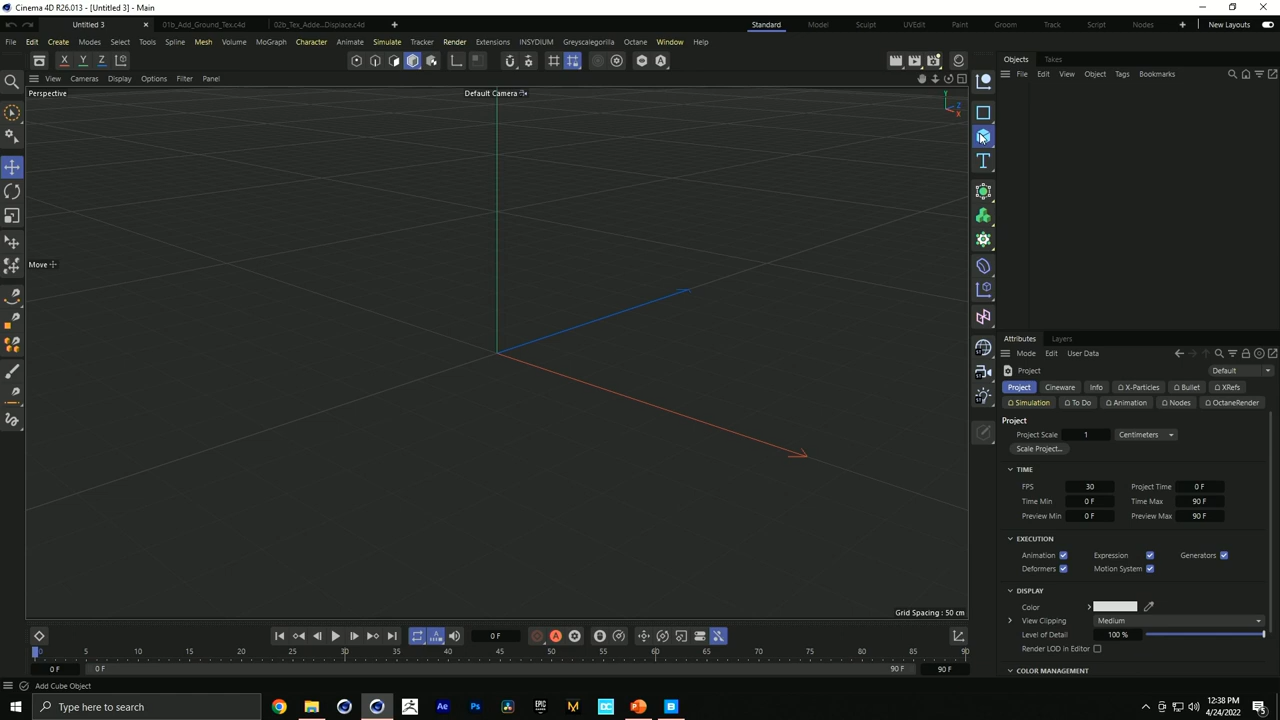 Cinema 4D R26.013 - [Untitled 3] - Main
Untitled 3
01b_Add_Ground_Tex.c4d
02b_Tex_Adde...Displace.c4d
Standard
Model
Sculpt
UVEdit
Paint
Groom
Track
Script
Nodes
New Layouts
File
Edit
Create
Modes
Select
Tools
Spline
Mesh
Volume
MoGraph
Character
Animate
Simulate
Tracker
Render
Extensions
INSYDIUM
Greyscalegorilla
Octane
Window
Help
X
Y
Z
Objects
Takes
View
Cameras
Display
Options
Filter
Panel
File
Edit
View
Object
Tags
Bookmarks
Perspective
Default Camera
Y
Z
X
Move
Attributes
Layers
Mode
Edit
User Data
Project
Default
Project
Cineware
Info
X-Particles
Bullet
XRefs
Simulation
To Do
Animation
Nodes
OctaneRender
Project
Project Scale
1
Centimeters
Scale Project...
TIME
FPS
30
Project Time
0 F
Time Min
0 F
Time Max
90 F
Preview Min
0 F
Preview Max
90 F
EXECUTION
Animation
Expression
Generators
Deformers
Motion System
DISPLAY
Color
View Clipping
Medium
Level of Detail
100 %
Render LOD in Editor
COLOR MANAGEMENT
Grid Spacing : 50 cm
0 F
0
5
10
15
20
25
30
35
40
45
50
55
60
65
70
75
80
85
90
0 F
0 F
90 F
90 F
Add Cube Object
Type here to search
12:38 PM
4/24/2022